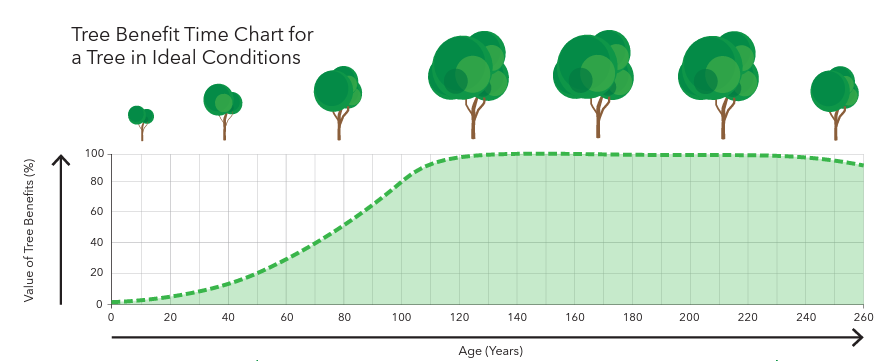 Tree Benefit Time Chart for
a Tree in Ideal Conditions
Value of Tree Benefits (%)
100
80
60
40
20
0
0 20 40 60 80 100 120 140 160 180 200 220 240 260
Age (Years)